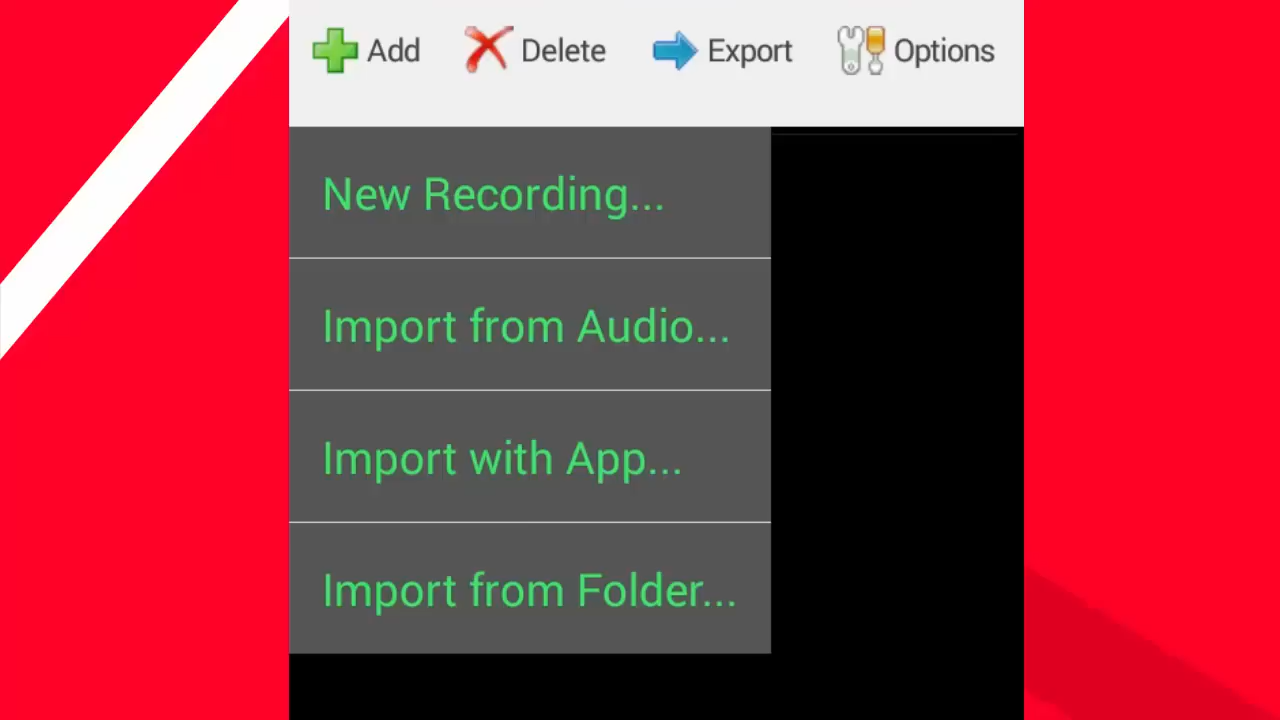 Add Delete Export Options
New Recording...
Import from Audio...
Import with App...
Import from Folder...